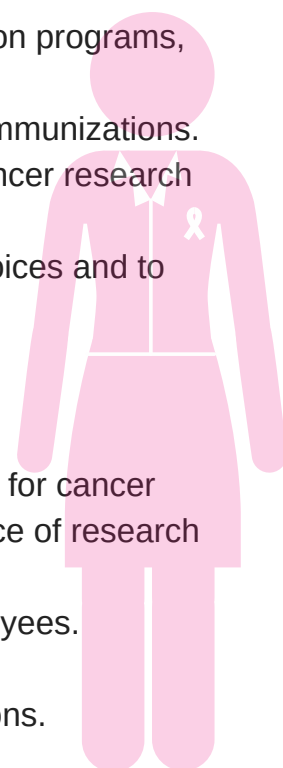 on programs,
mmunizations.
ncer research
oices and to
for cancer
ce of research
yees.
ons.